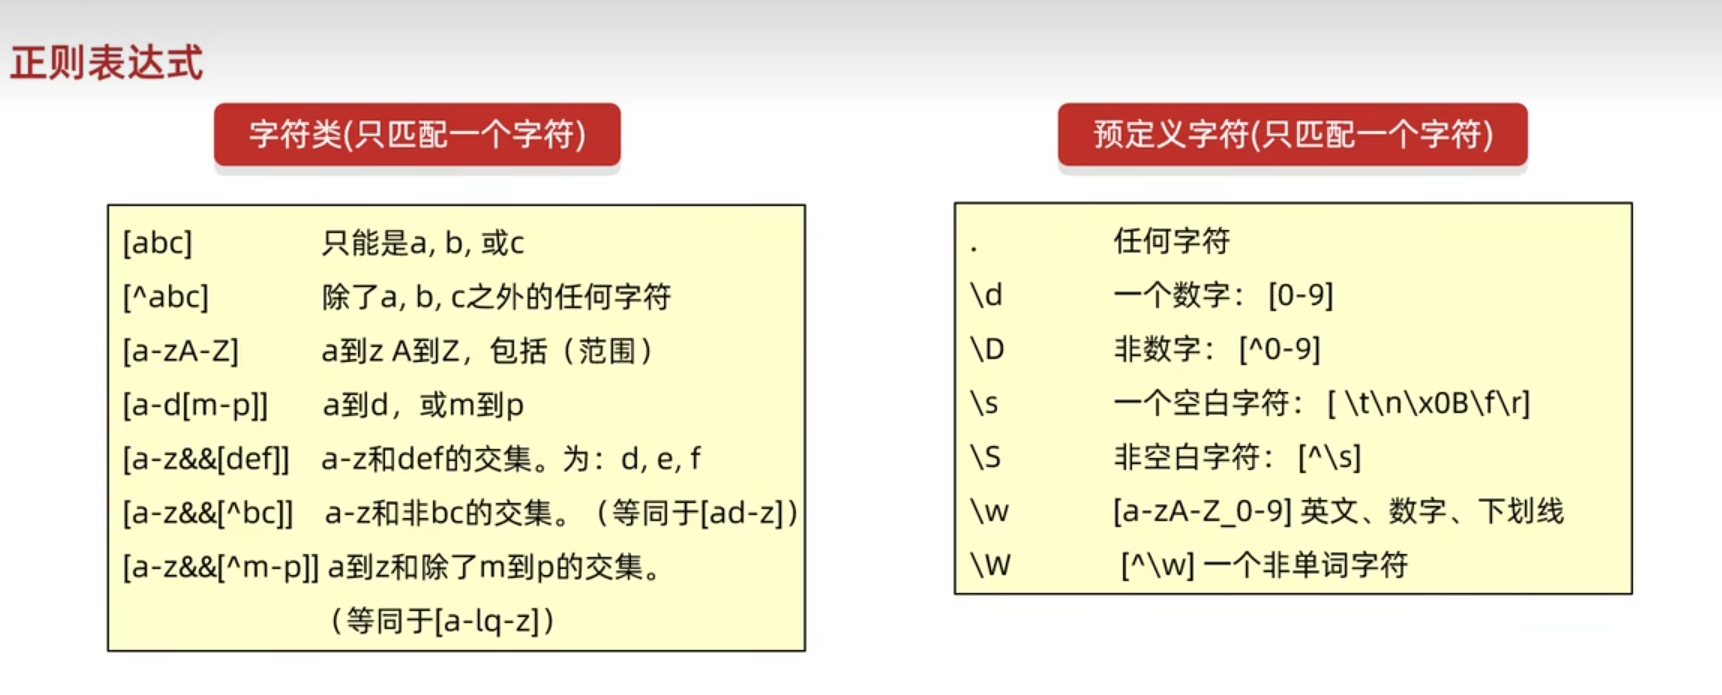 正则表达式
字符类(只匹配一个字符)
[abc] 只能是a, b, 或c
[^abc] 除了a, b, c之外的任何字符
[a-zA-Z] a到z A到Z，包括（范围）
[a-d[m-p]] a到d，或m到p
[a-z&&[def]] a-z和def的交集。为：d, e, f
[a-z&&[^bc]] a-z和非bc的交集。（等同于[ad-z]）
[a-z&&[^m-p]] a到z和除了m到p的交集。
（等同于[a-lq-z]）
预定义字符(只匹配一个字符)
. 任何字符
\d 一个数字： [0-9]
\D 非数字： [^0-9]
\s 一个空白字符： [ \t\n\x0B\f\r]
\S 非空白字符： [^\s]
\w [a-zA-Z_0-9] 英文、数字、下划线
\W [^\w] 一个非单词字符